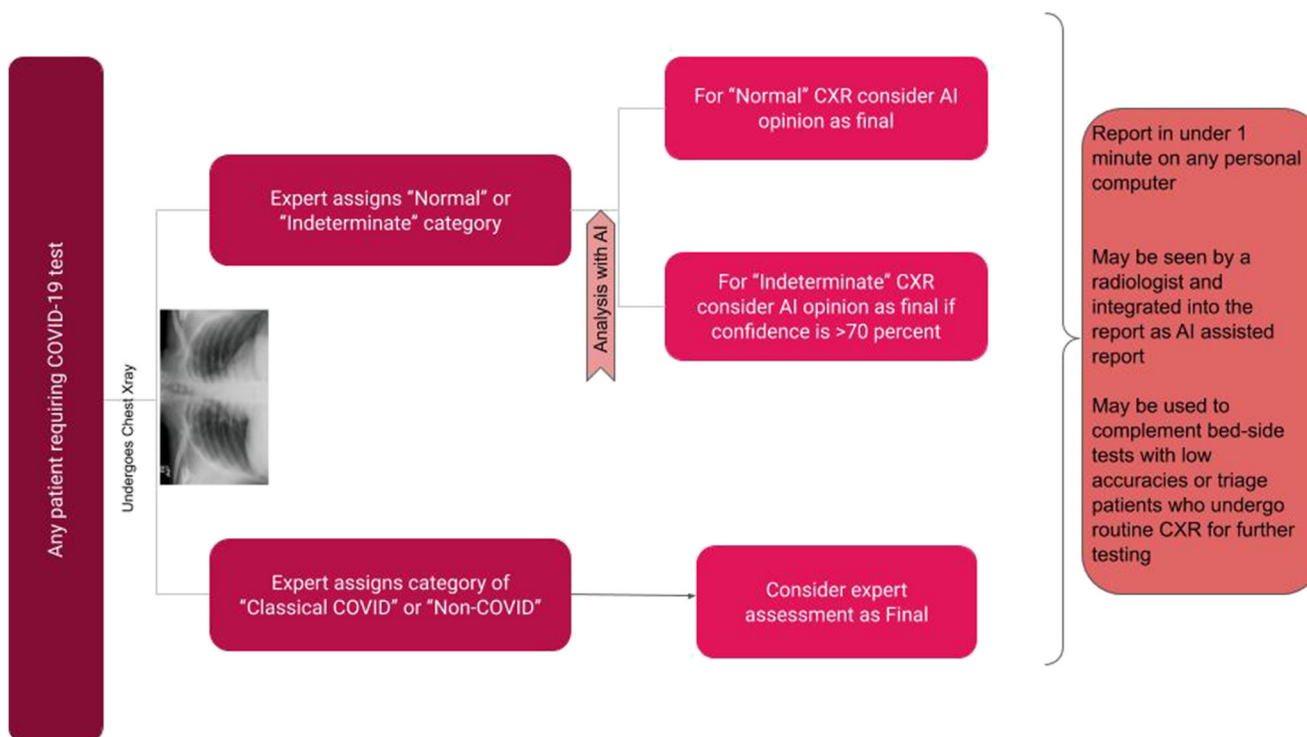 Any patient requiring COVID-19 test
Undergoes Chest Xray
Expert assigns “Normal” or
“Indeterminate” category
Analysis with AI
For “Normal” CXR consider AI
opinion as final
For “Indeterminate” CXR
consider AI opinion as final if
confidence is >70 percent
Expert assigns category of
“Classical COVID” or “Non-COVID”
Consider expert
assessment as Final
Report in under 1
minute on any personal
computer
May be seen by a
radiologist and
integrated into the
report as AI assisted
report
May be used to
complement bed-side
tests with low
accuracies or triage
patients who undergo
routine CXR for further
testing